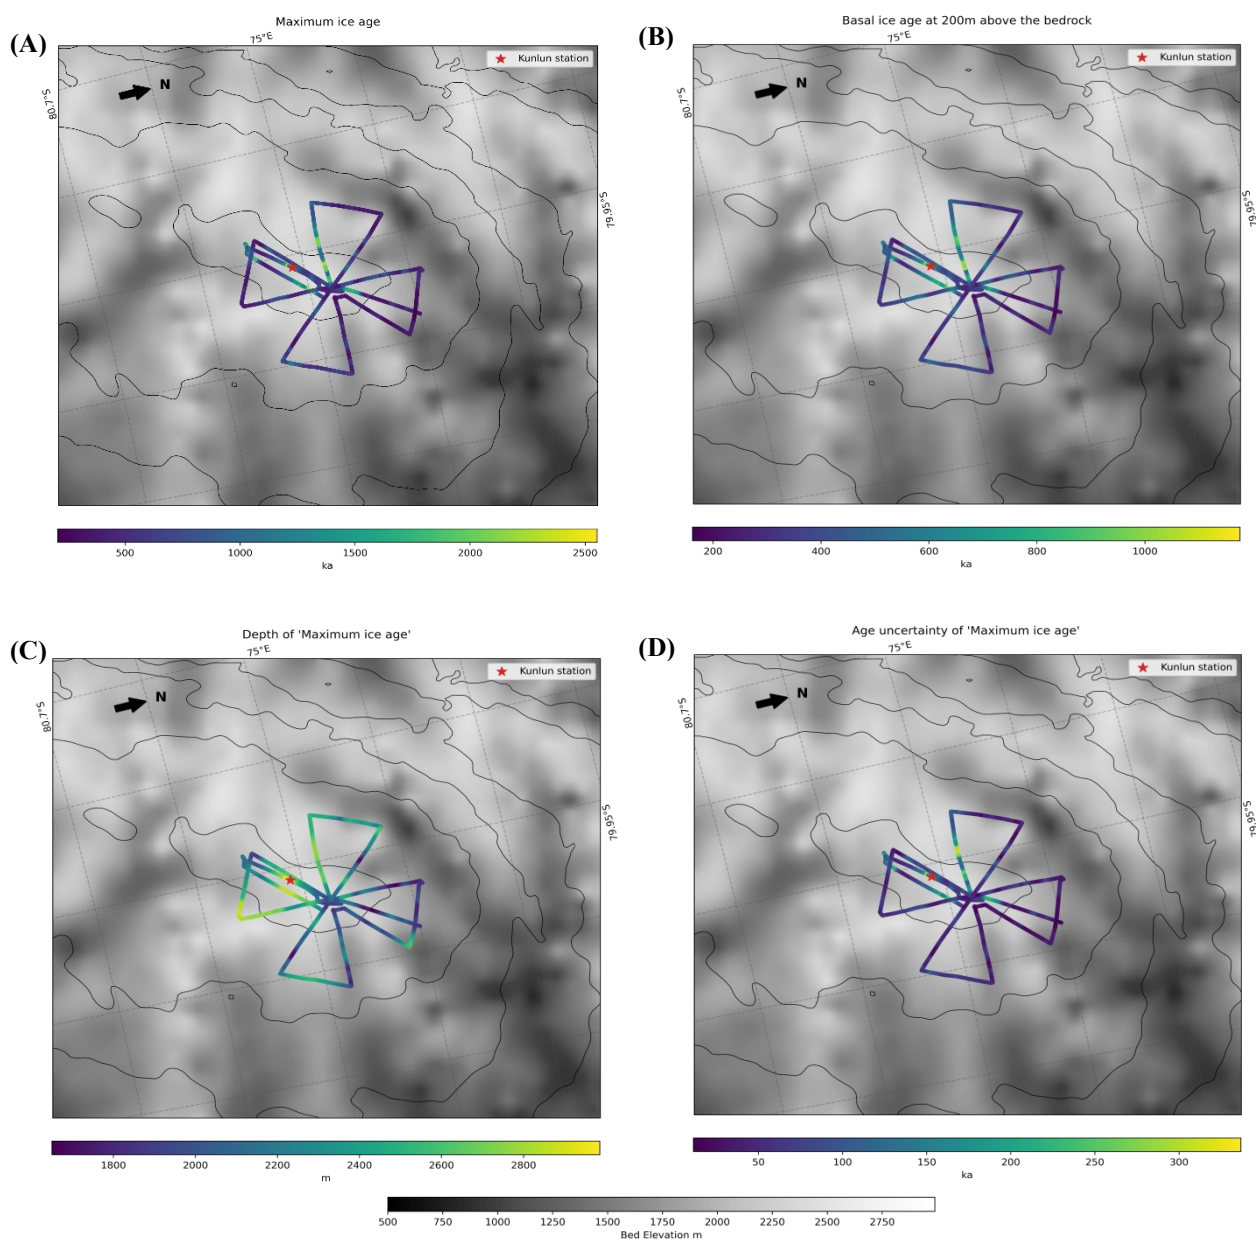 (A)
Maximum ice age
75°E
Kunlun station
N
80.7°S
79.95°S
500 1000 1500 2000 2500
ka
(B)
Basal ice age at 200m above the bedrock
75°E
Kunlun station
N
80.7°S
79.95°S
200 400 600 800 1000
ka
(C)
Depth of 'Maximum ice age'
75°E
Kunlun station
N
80.7°S
79.95°S
1800 2000 2200 2400 2600 2800
m
(D)
Age uncertainty of 'Maximum ice age'
75°E
Kunlun station
N
80.7°S
79.95°S
50 100 150 200 250 300
ka
500 750 1000 1250 1500 1750 2000 2250 2500 2750
Bed Elevation m